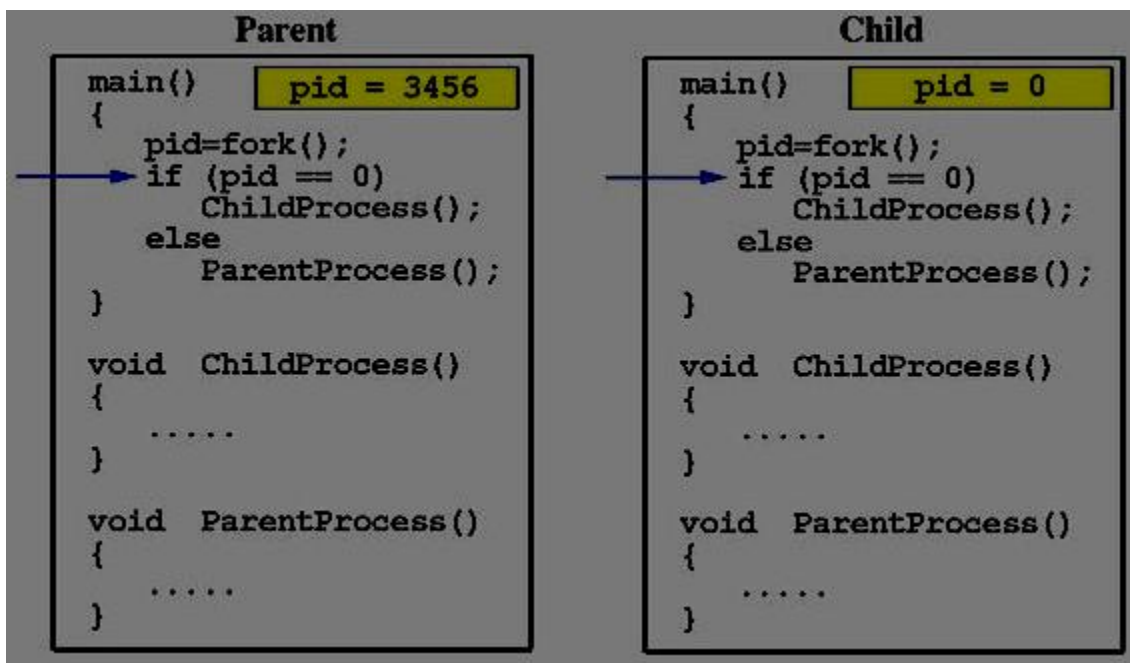 Parent
main()
pid = 3456
{
pid=fork();
if (pid == 0)
ChildProcess();
else
ParentProcess();
}
void ChildProcess()
{
.....
}
void ParentProcess()
{
.....
}
Child
main()
pid = 0
{
pid=fork();
if (pid == 0)
ChildProcess();
else
ParentProcess();
}
void ChildProcess()
{
.....
}
void ParentProcess()
{
.....
}